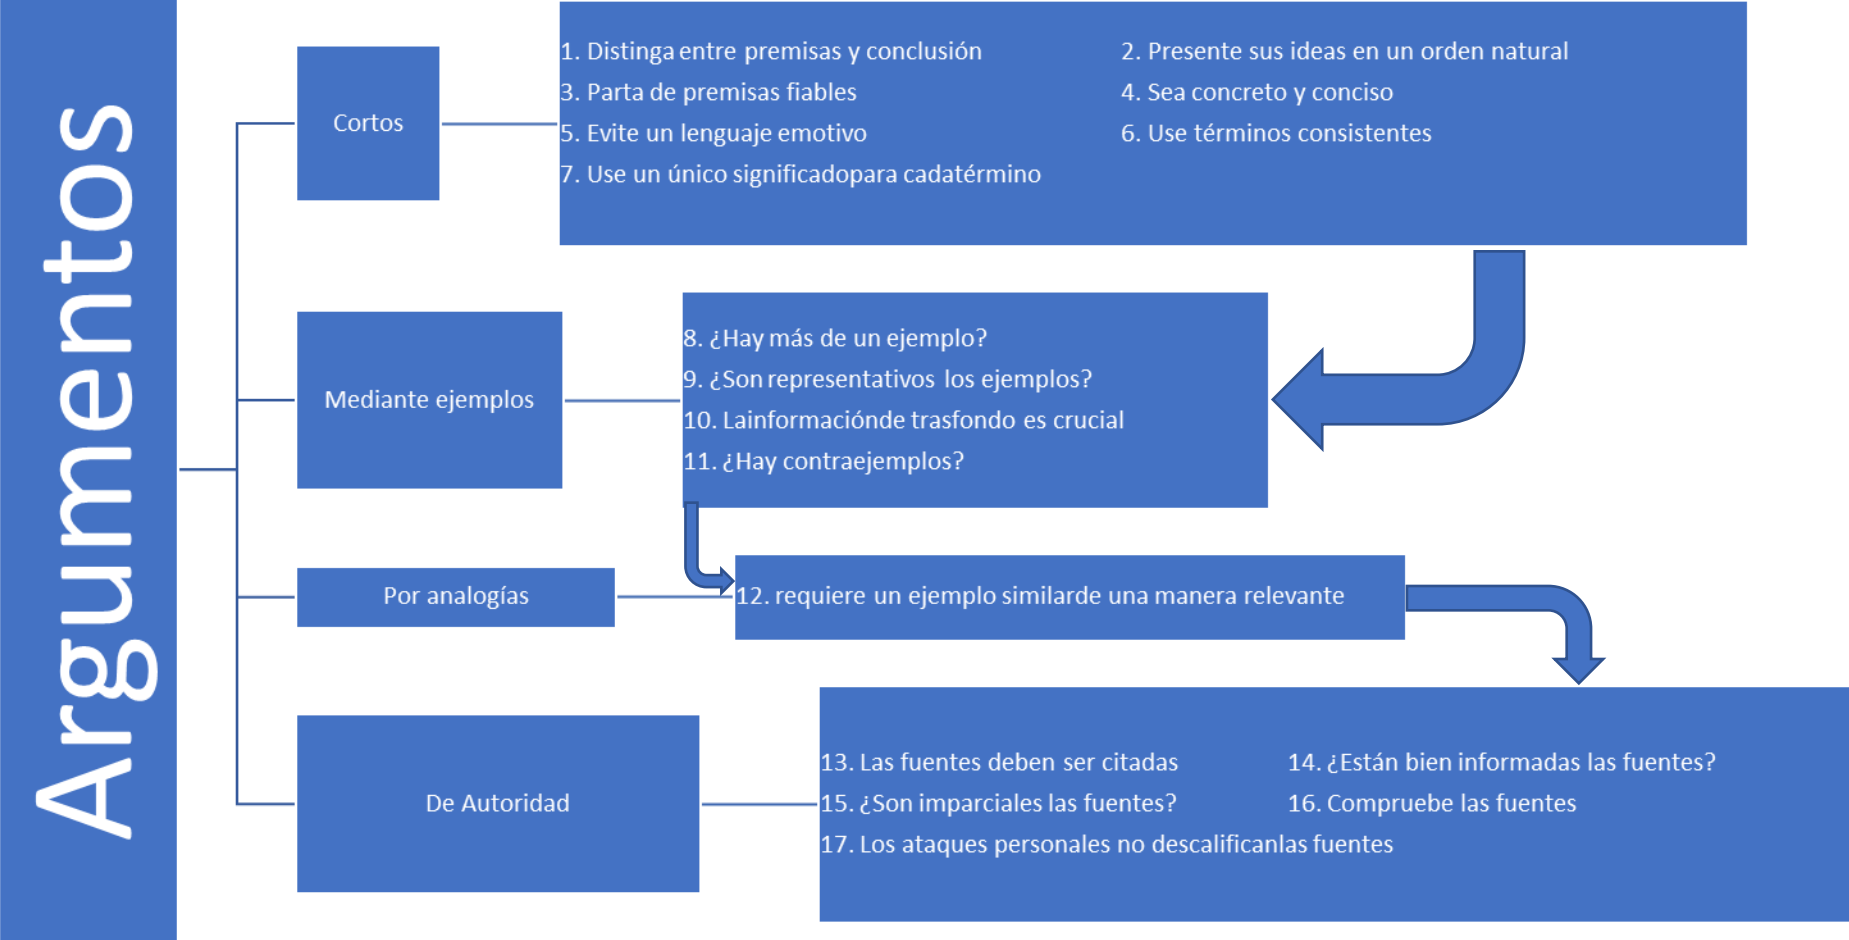 Argumentos
Cortos
1. Distinga entre premisas y conclusión
2. Presente sus ideas en un orden natural
3. Parta de premisas fiables
4. Sea concreto y conciso
5. Evite un lenguaje emotivo
6. Use términos consistentes
7. Use un único significadopara cadatérmino
Mediante ejemplos
8. ¿Hay más de un ejemplo?
9. ¿Son representativos los ejemplos?
10. Lainformaciónde trasfondo es crucial
11. ¿Hay contraejemplos?
Por analogías
12. requiere un ejemplo similarde una manera relevante
De Autoridad
13. Las fuentes deben ser citadas
14. ¿Están bien informadas las fuentes?
15. ¿Son imparciales las fuentes?
16. Compruebe las fuentes
17. Los ataques personales no descalificanlas fuentes